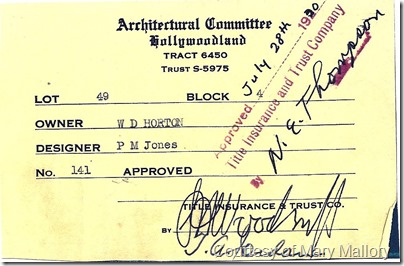 Architectural Committee
Hollywoodland
TRACT 6450
TRUST S-5975
LOT 49 BLOCK 4
OWNER W D HORTON
DESIGNER P M Jones
No. 141 APPROVED
TITLE INSURANCE & TRUST CO.
BY
Approved July 28th 1930
Title Insurance and Trust Company
By N. E. Thompson
Courtesy of Mary Mallory